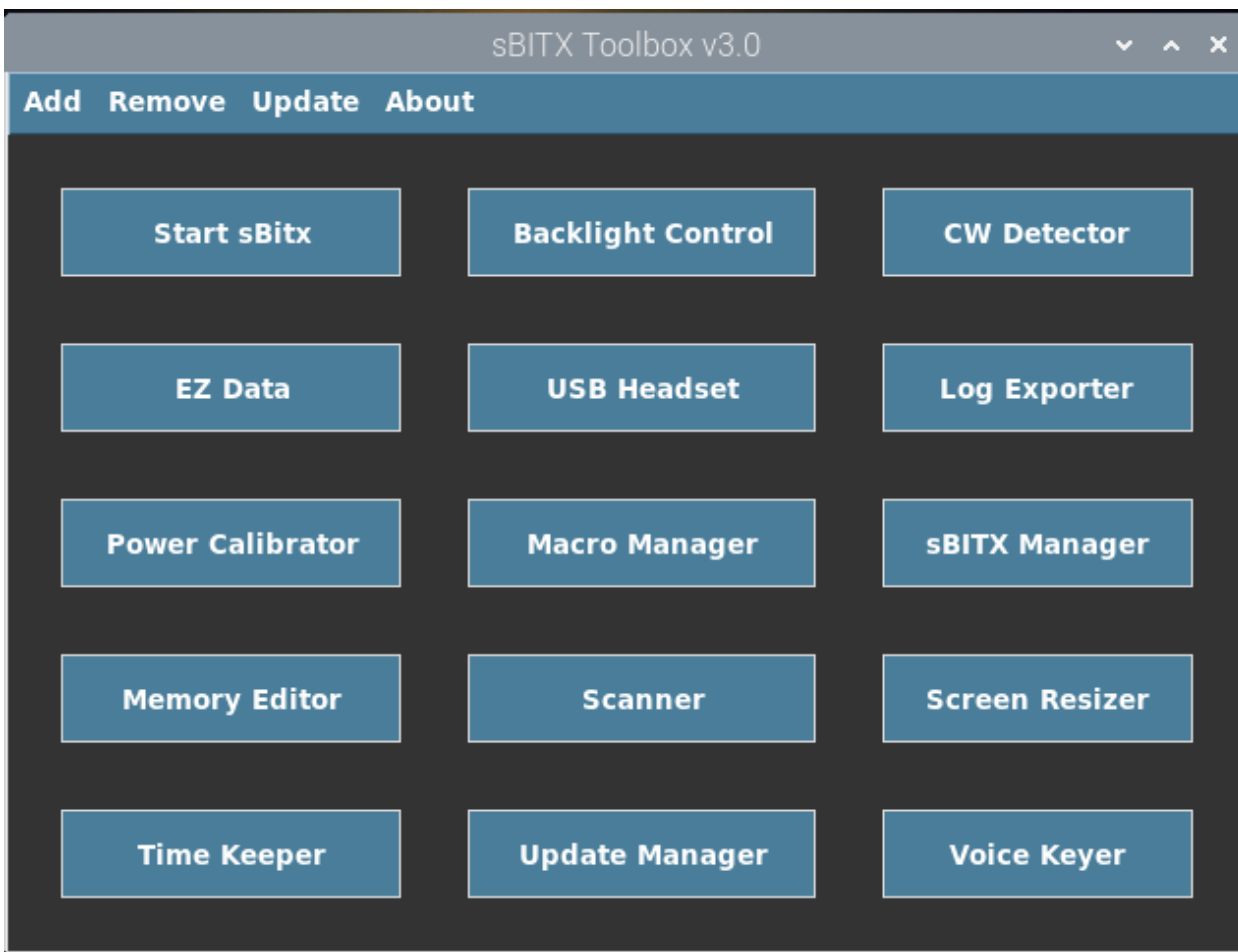 sBITX Toolbox v3.0
Add Remove Update About
Start sBitx Backlight Control CW Detector
EZ Data USB Headset Log Exporter
Power Calibrator Macro Manager sBITX Manager
Memory Editor Scanner Screen Resizer
Time Keeper Update Manager Voice Keyer